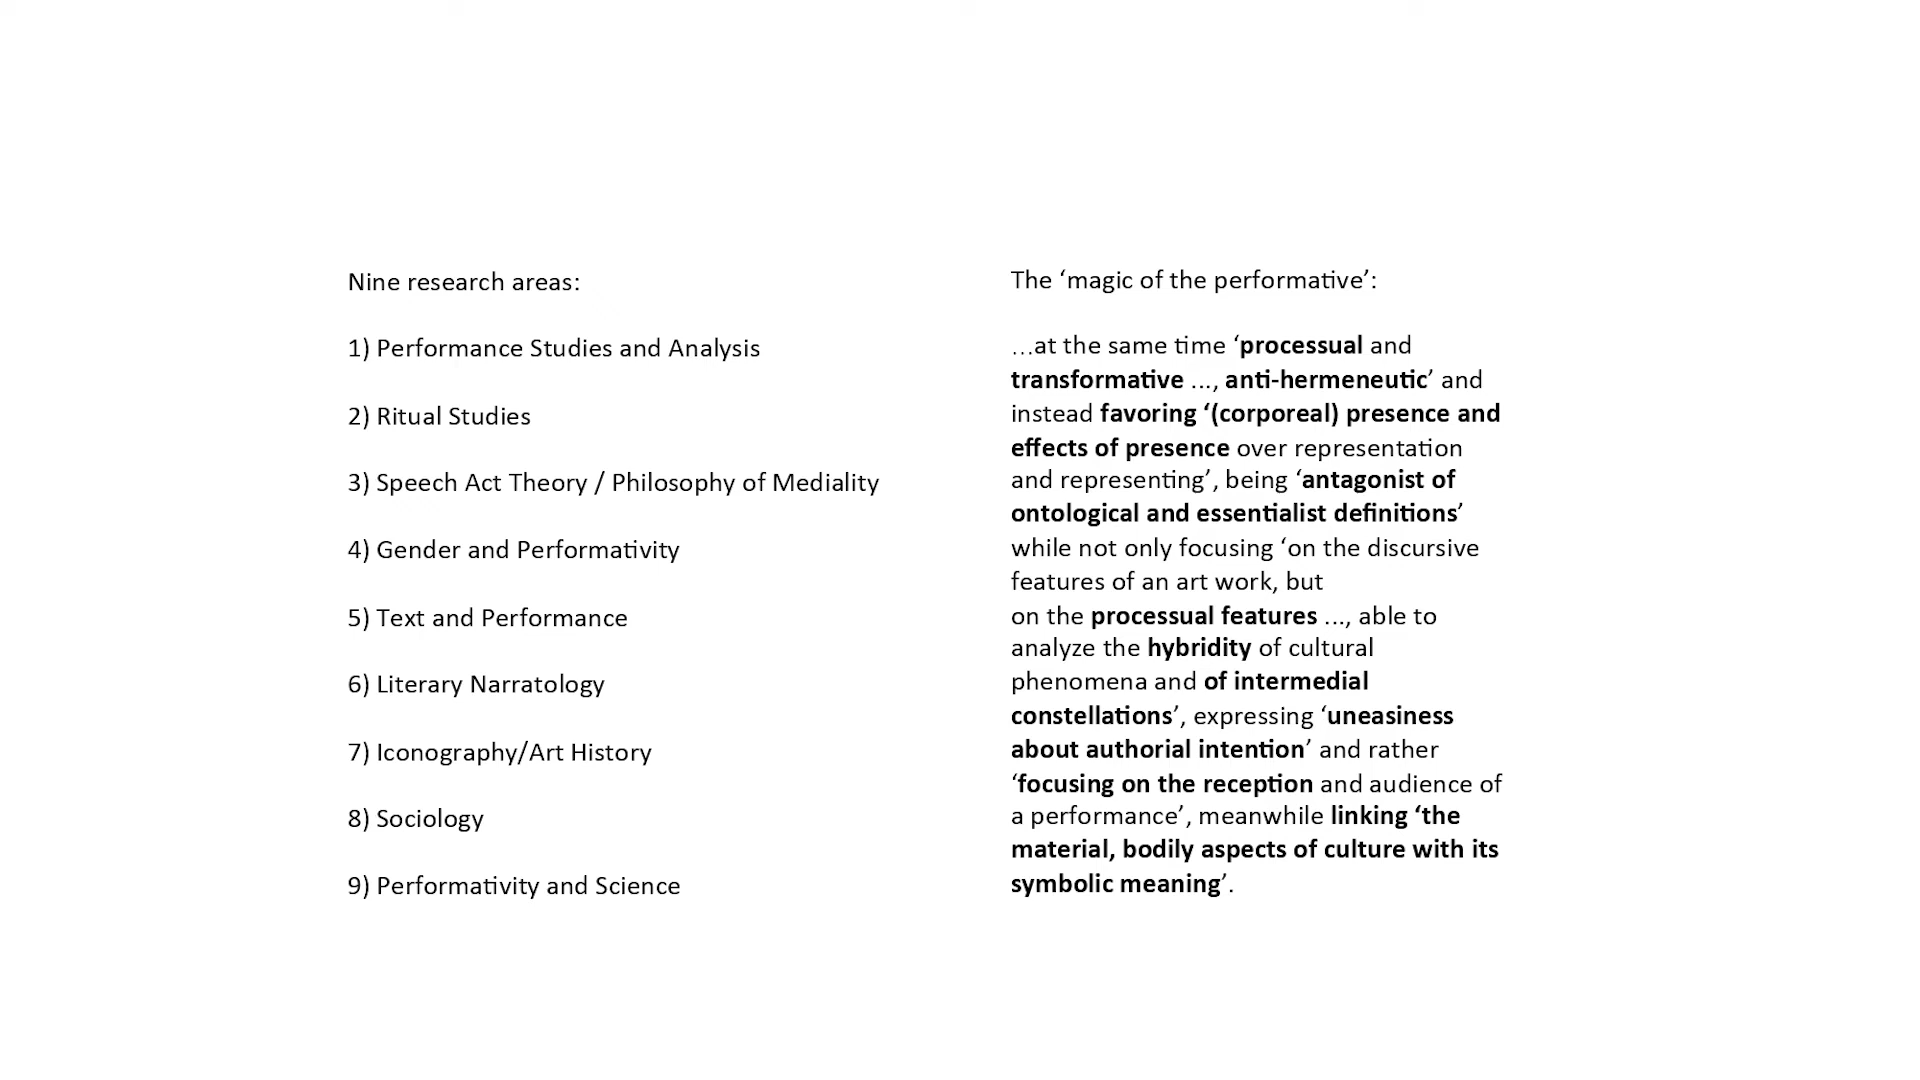 Nine research areas:
1) Performance Studies and Analysis
2) Ritual Studies
3) Speech Act Theory / Philosophy of Mediality
4) Gender and Performativity
5) Text and Performance
6) Literary Narratology
7) Iconography/Art History
8) Sociology
9) Performativity and Science
The ‘magic of the performative’:
...at the same time ‘processual and
transformative ..., anti-hermeneutic’ and
instead favoring ‘(corporeal) presence and
effects of presence over representation
and representing’, being ‘antagonist of
ontological and essentialist definitions’
while not only focusing ‘on the discursive
features of an art work, but
on the processual features ..., able to
analyze the hybridity of cultural
phenomena and of intermedial
constellations’, expressing ‘uneasiness
about authorial intention’ and rather
‘focusing on the reception and audience of
a performance’, meanwhile linking ‘the
material, bodily aspects of culture with its
symbolic meaning’.